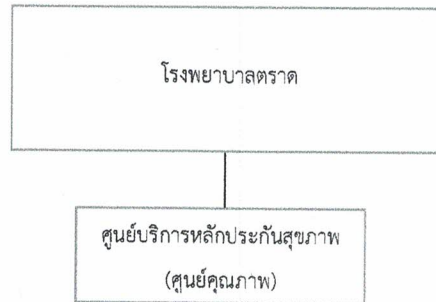 โรงพยาบาลตราด
ศูนย์บริการหลักประกันสุขภาพ
(ศูนย์คุณภาพ)